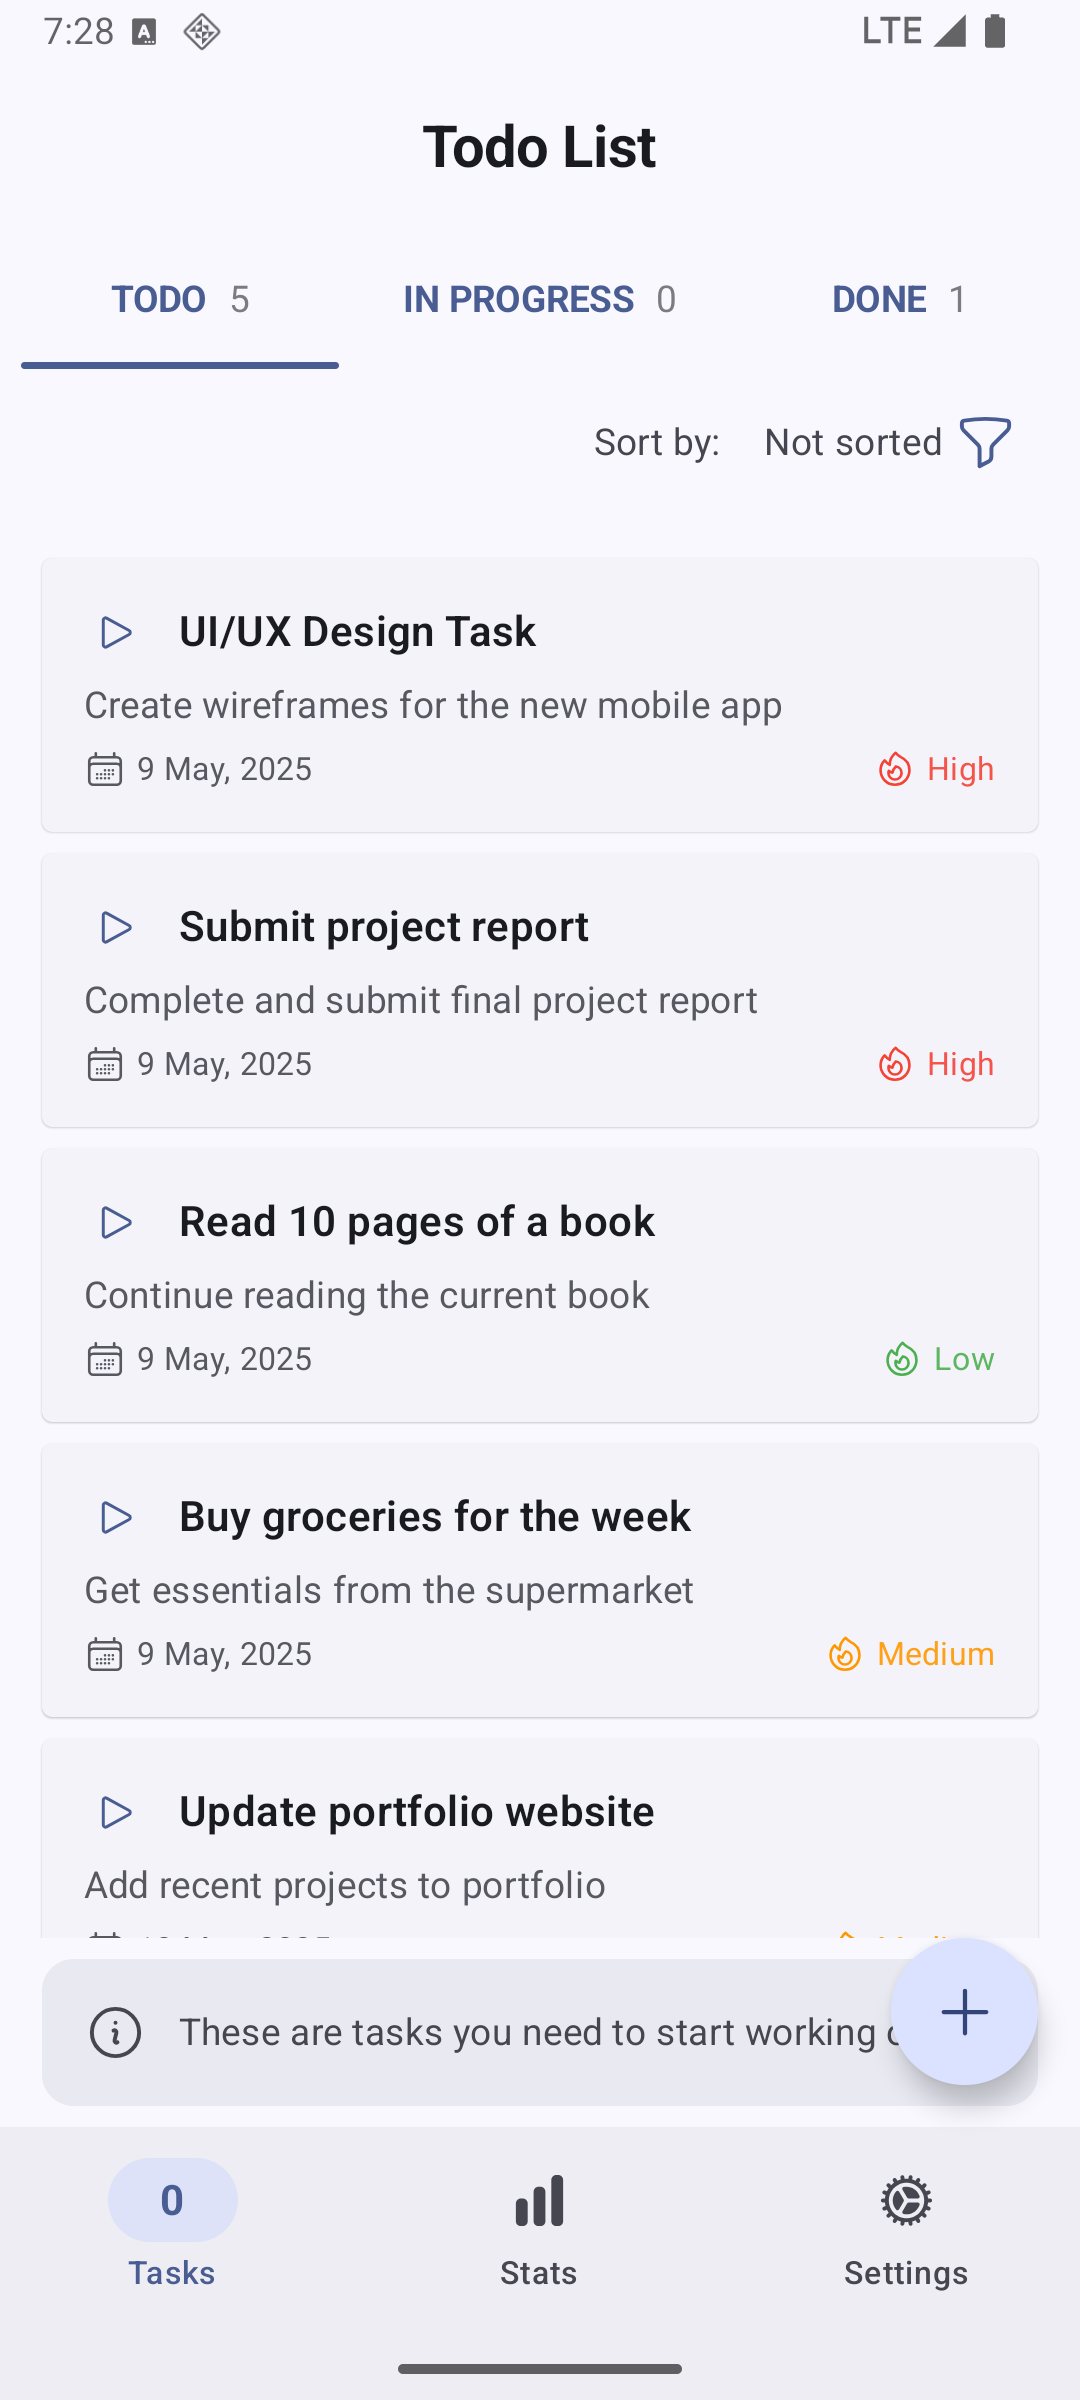 7:28 LTE
Todo List
TODO 5 IN PROGRESS 0 DONE 1
Sort by: Not sorted
UI/UX Design Task
Create wireframes for the new mobile app
9 May, 2025 High
Submit project report
Complete and submit final project report
9 May, 2025 High
Read 10 pages of a book
Continue reading the current book
9 May, 2025 Low
Buy groceries for the week
Get essentials from the supermarket
9 May, 2025 Medium
Update portfolio website
Add recent projects to portfolio
These are tasks you need to start working
0
Tasks Stats Settings